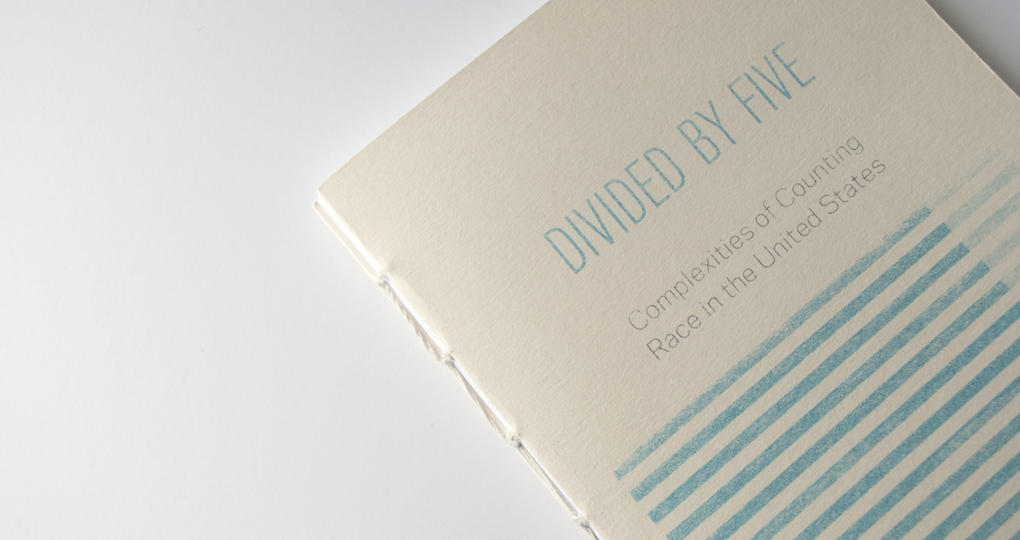 DIVIDED BY FIVE
Complexities of Counting
Race in the United States